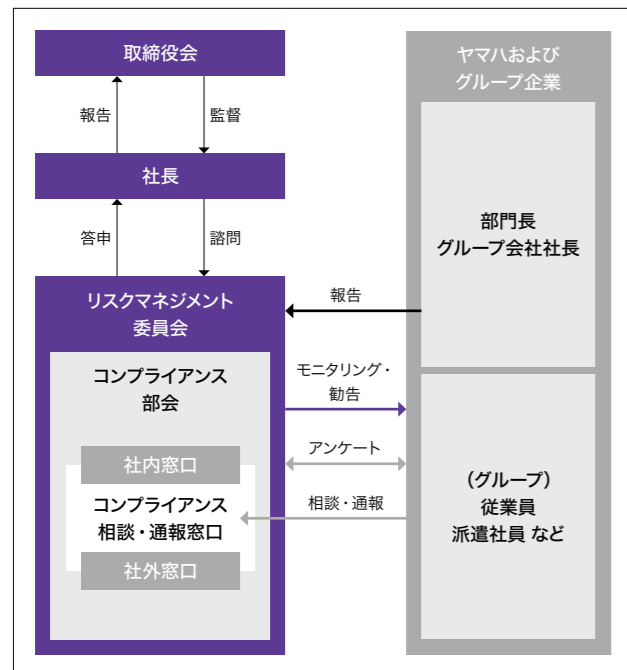 取締役会
報告
監督
社長
答申
諮問
リスクマネジメント
委員会
コンプライアンス
部会
社内窓口
コンプライアンス
相談・通報窓口
社外窓口
報告
モニタリング・
勧告
アンケート
相談・通報
ヤマハおよび
グループ企業
部門長
グループ会社社長
（グループ）
従業員
派遣社員 など